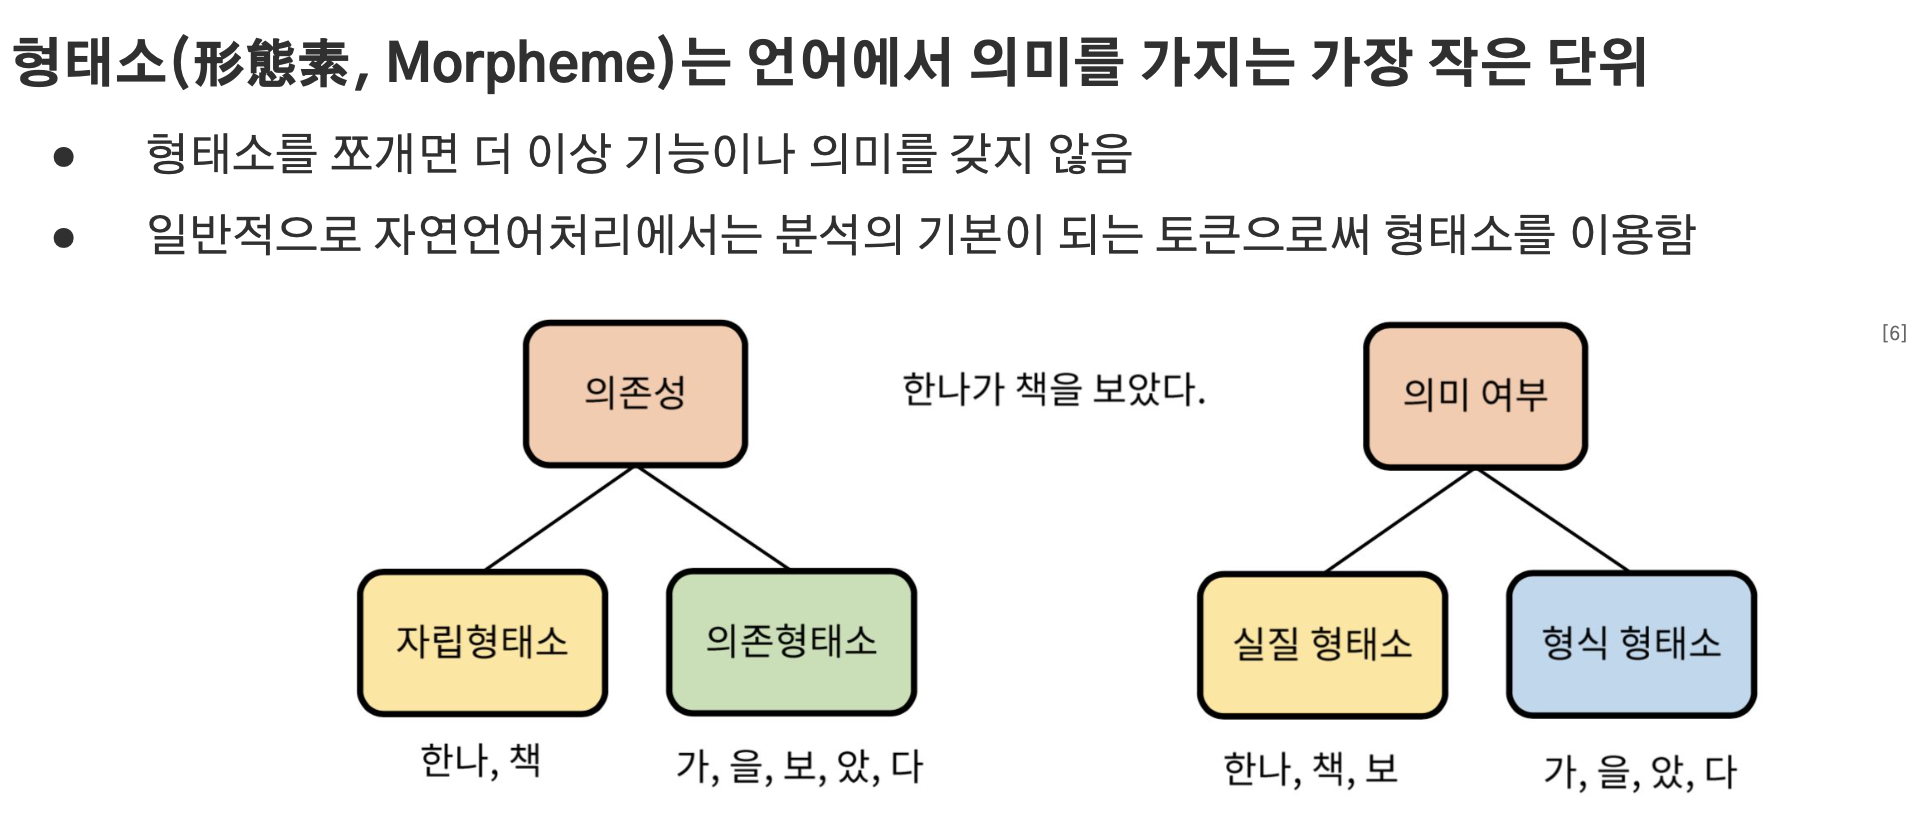 형태소(形態素, Morpheme)는 언어에서 의미를 가지는 가장 작은 단위
● 형태소를 쪼개면 더 이상 기능이나 의미를 갖지 않음
● 일반적으로 자연언어처리에서는 분석의 기본이 되는 토큰으로써 형태소를 이용함
[6]
의존성
한나가 책을 보았다.
의미 여부
자립형태소
의존형태소
실질 형태소
형식 형태소
한나, 책
가, 을, 보, 았, 다
한나, 책, 보
가, 을, 았, 다